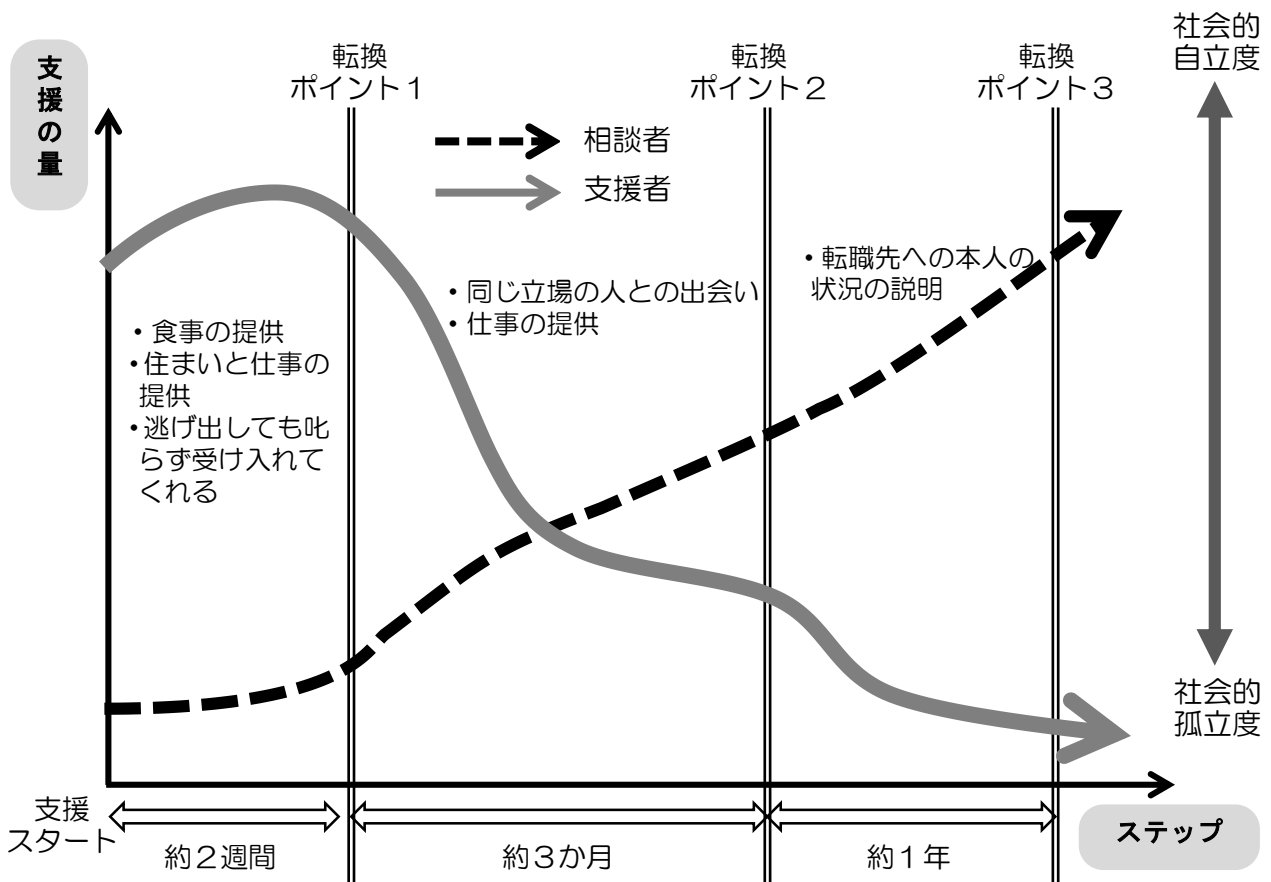 支援の量
転換
ポイント１
転換
ポイント２
転換
ポイント３
社会的
自立度
相談者
支援者
・食事の提供
・住まいと仕事の
提供
・逃げ出しても叱
らず受け入れて
くれる
・同じ立場の人との出会い
・仕事の提供
・転職先への本人の
状況の説明
社会的
孤立度
支援
スタート
約２週間
約３か月
約１年
ステップ